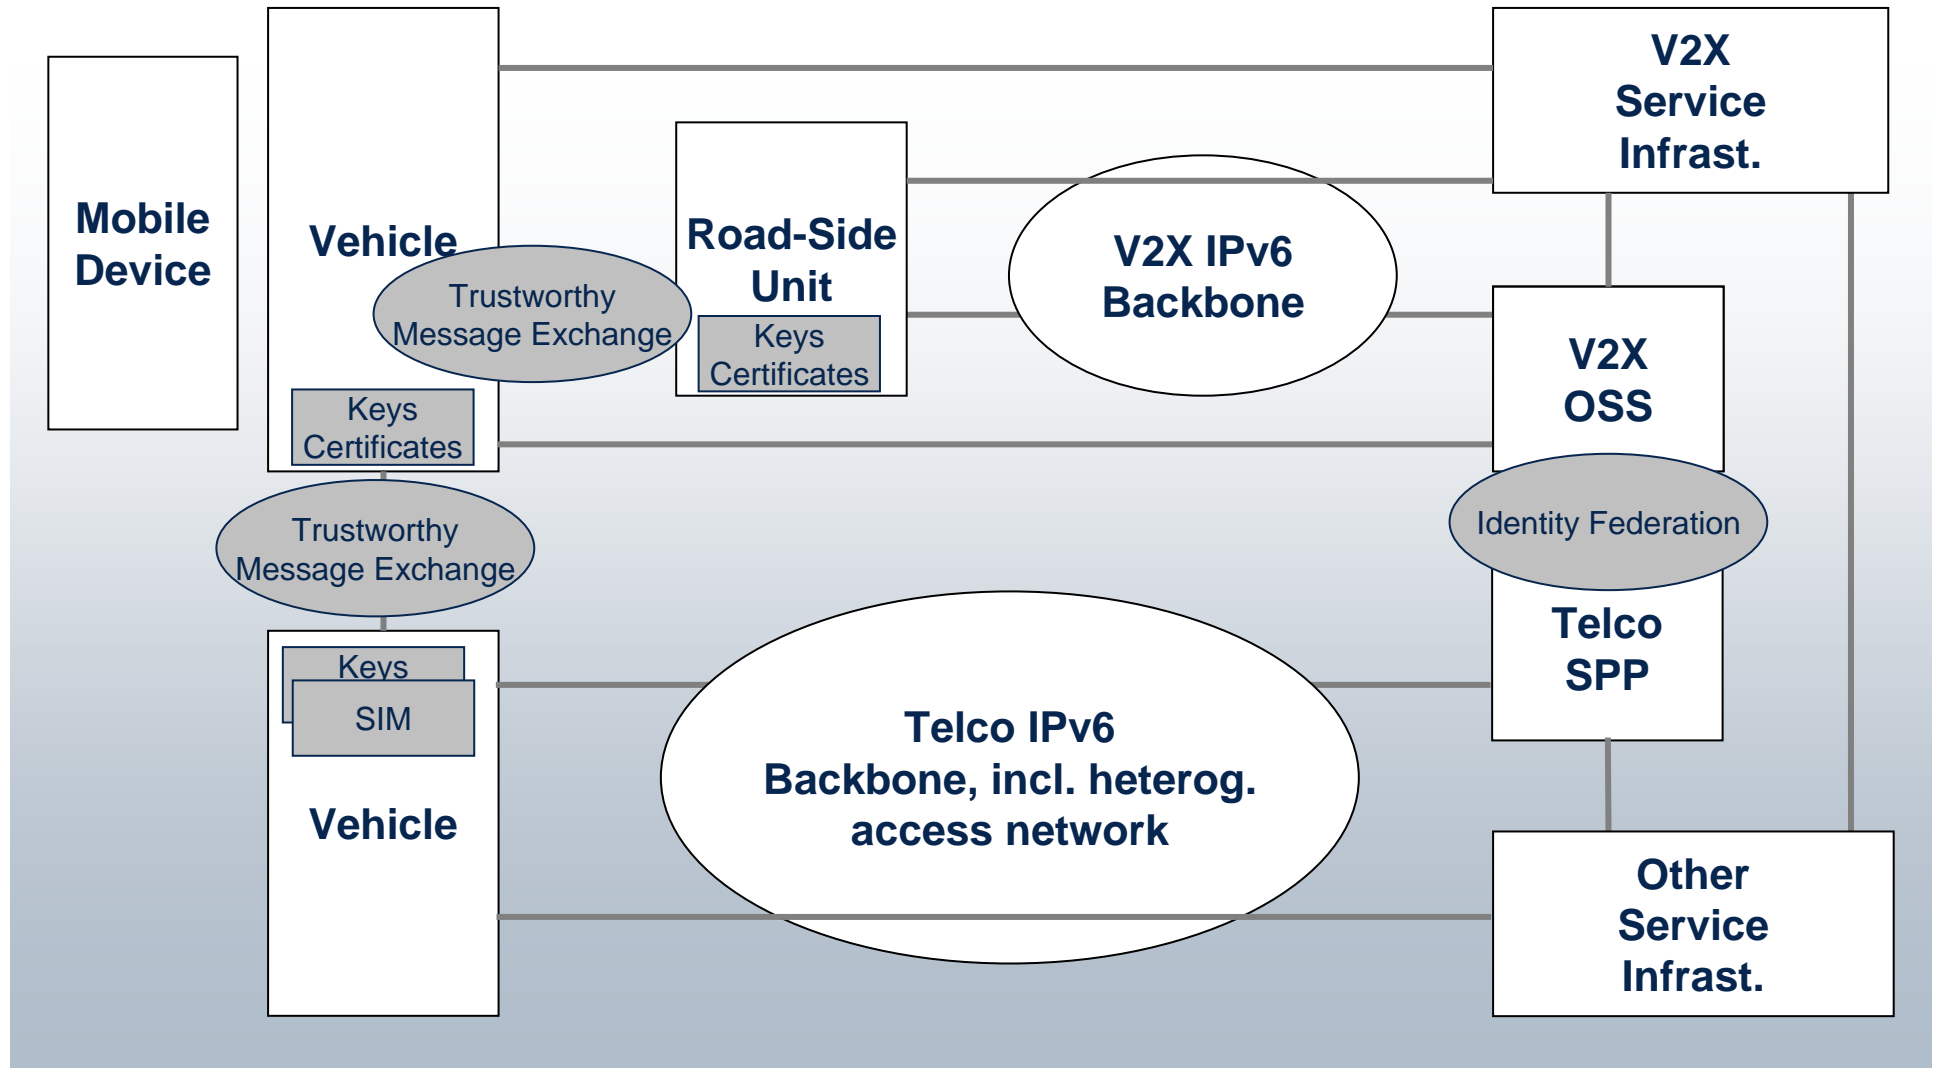 Mobile
Device
Vehicle
Trustworthy
Message Exchange
Keys
Certificates
Road-Side
Unit
Keys
Certificates
V2X IPv6
Backbone
V2X
Service
Infrast.
V2X
OSS
Identity Federation
Telco
SPP
Trustworthy
Message Exchange
Keys
SIM
Vehicle
Telco IPv6
Backbone, incl. heterog.
access network
Other
Service
Infrast.